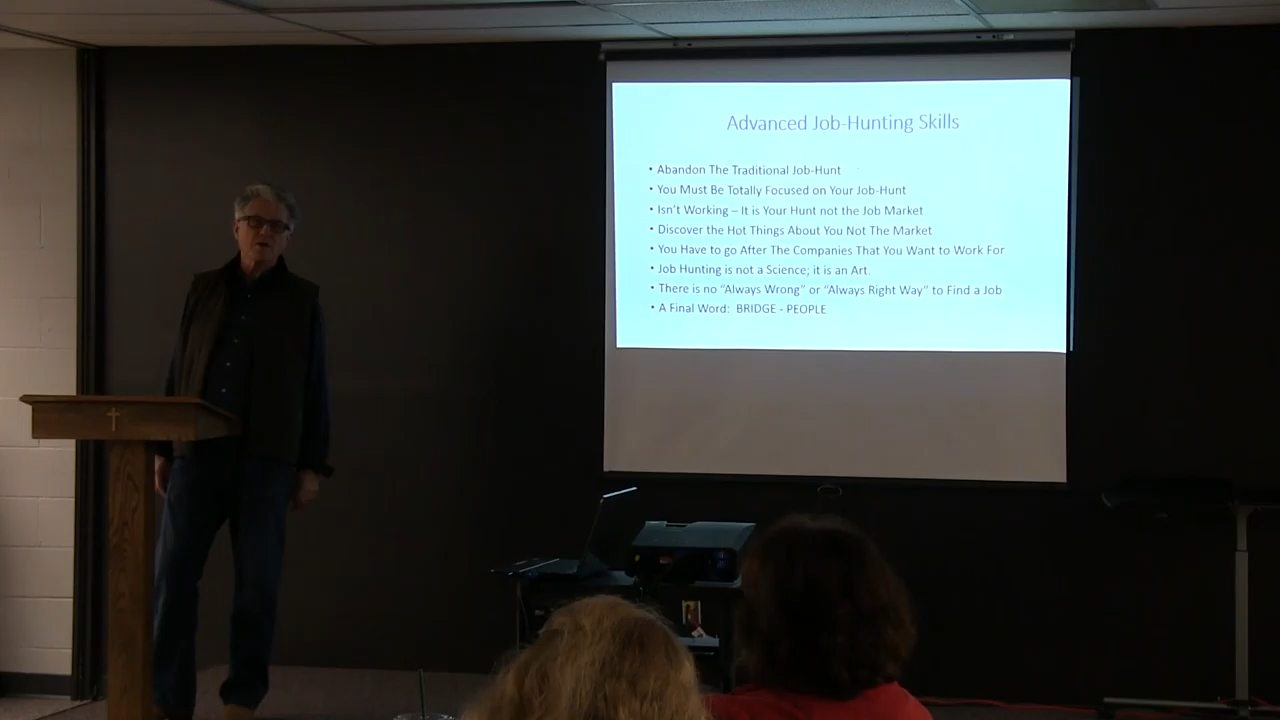 Advanced Job-Hunting Skills
• Abandon The Traditional Job-Hunt
• You Must Be Totally Focused on Your Job-Hunt
• Isn't Working – It is Your Hunt not the Job Market
• Discover the Hot Things About You Not The Market
• You Have to go After The Companies That You Want to Work For
• Job Hunting is not a Science; it is an Art.
• There is no “Always Wrong” or “Always Right Way” to Find a Job
• A Final Word:  BRIDGE - PEOPLE